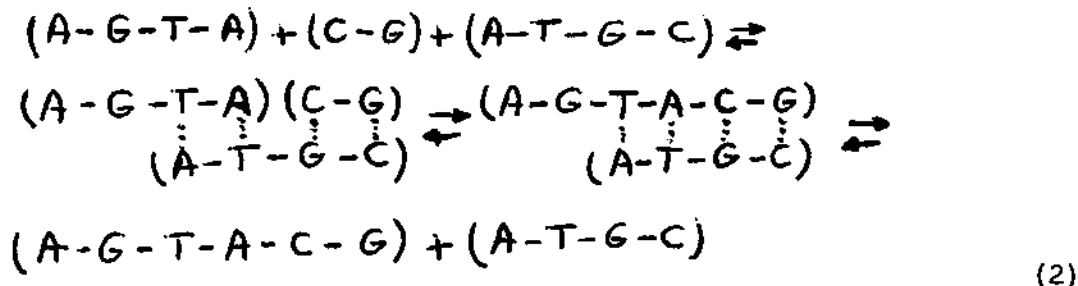 (A-G-T-A)+(C-G)+(A-T-G-C) ⇌
(A-G-T-A)(C-G) ⇌ (A-G-T-A-C-G) ⇌
(A-T-G-C) (A-T-G-C)
(A-G-T-A-C-G) + (A-T-G-C)
(2)